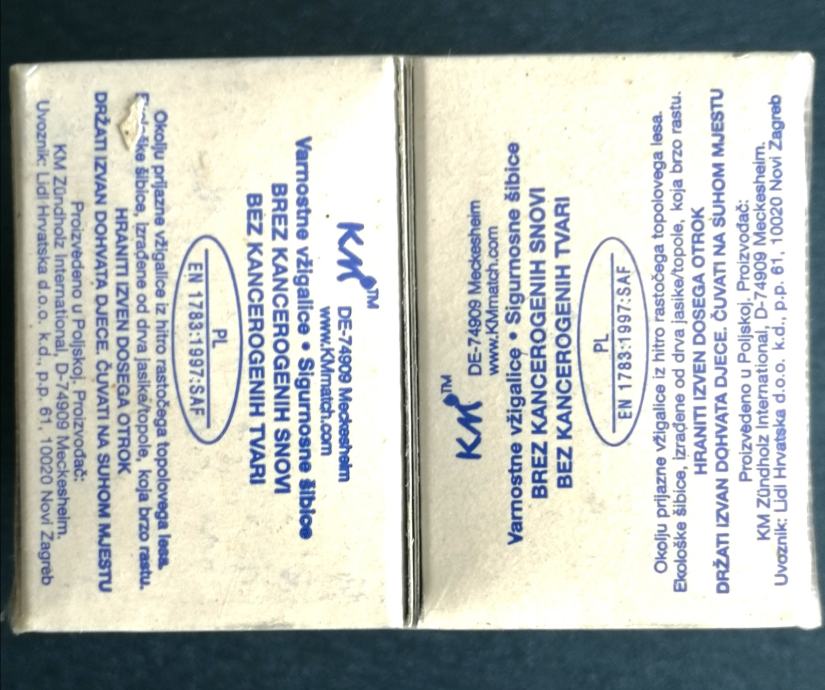 KM™
DE-74909 Meckesheim
www.KMmatch.com
Varnostne vžigalice • Sigurnosne šibice
BREZ KANCEROGENIH SNOVI
BEZ KANCEROGENIH TVARI
PL
EN 1783:1997:SAF
Okolju prijazne vžigalice iz hitro rastočega topolovega lesa.
šibice, izrađene od drva jasike/topole, koja brzo rastu.
HRANITI IZVEN DOSEGA OTROK
DRŽATI IZVAN DOHVATA DJECE. ČUVATI NA SUHOM MJESTU
Proizvedeno u Poljskoj. Proizvođač:
KM Zündholz International, D-74909 Meckesheim.
Uvoznik: Lidl Hrvatska d.o.o. k.d., p.p. 61, 10020 Novi Zagreb
KM™
DE-74909 Meckesheim
www.KMmatch.com
Varnostne vžigalice • Sigurnosne šibice
BREZ KANCEROGENIH SNOVI
BEZ KANCEROGENIH TVARI
PL
EN 1783:1997:SAF
Okolju prijazne vžigalice iz hitro rastočega topolovega lesa.
Ekološke šibice, izrađene od drva jasike/topole, koja brzo rastu.
HRANITI IZVEN DOSEGA OTROK
DRŽATI IZVAN DOHVATA DJECE. ČUVATI NA SUHOM MJESTU
Proizvedeno u Poljskoj. Proizvođač:
KM Zündholz International, D-74909 Meckesheim.
Uvoznik: Lidl Hrvatska d.o.o. k.d., p.p. 61, 10020 Novi Zagreb